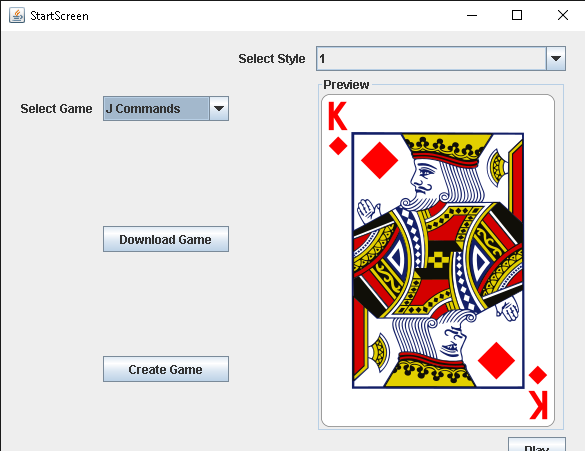 StartScreen
Select Style
1
Select Game
J Commands
Preview
K
Download Game
Create Game
K
Play